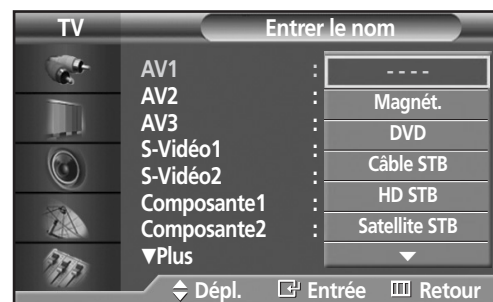 TV Entrer le nom
AV1 : - - - -
AV2 : Magnét.
AV3 : DVD
S-Vidéo1 : Câble STB
S-Vidéo2 : HD STB
Composante1 : Satellite STB
Composante2 : ▼
▼Plus
Dépl. Entrée Retour